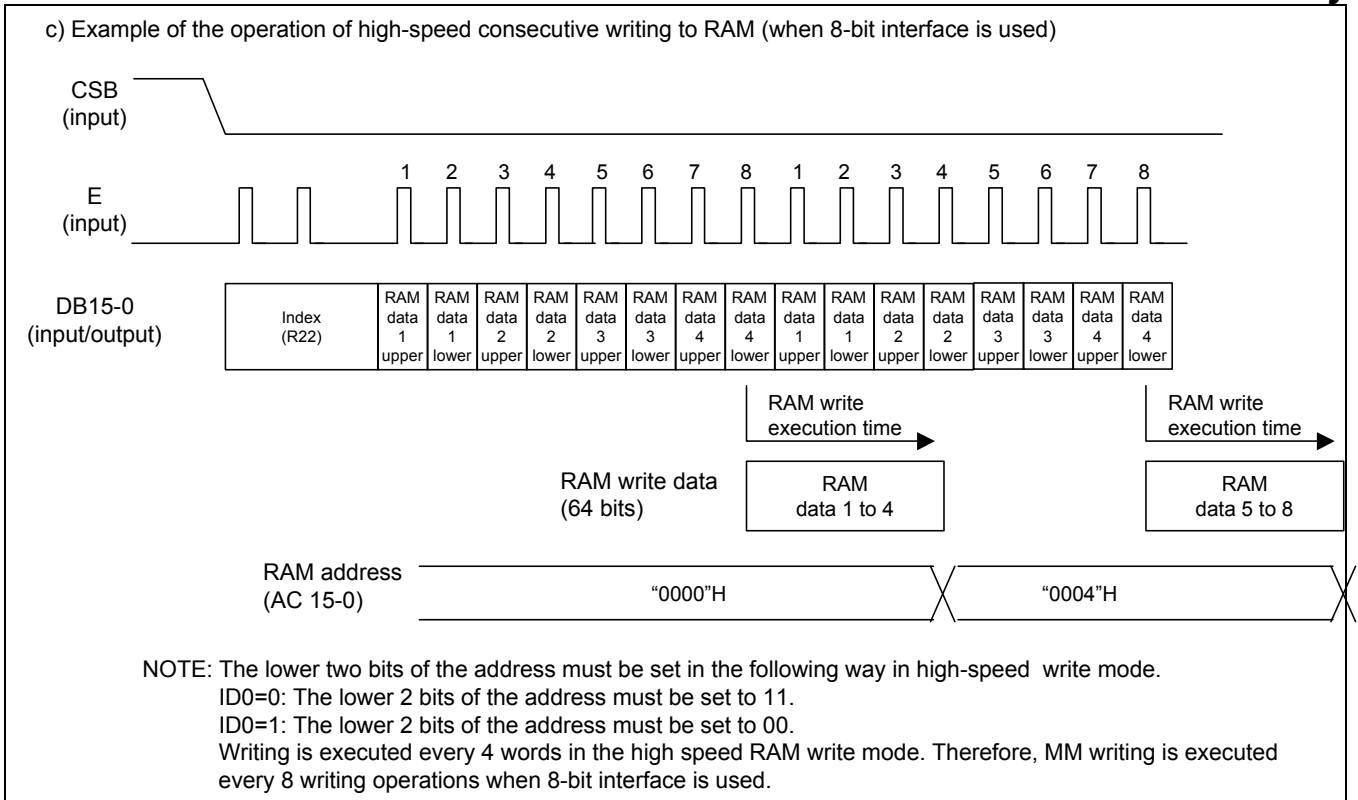 c) Example of the operation of high-speed consecutive writing to RAM (when 8-bit interface is used)
CSB
(input)
1 2 3 4 5 6 7 8 1 2 3 4 5 6 7 8
E
(input)
DB15-0
(input/output)
Index
(R22)
RAM data 1 upper
RAM data 1 lower
RAM data 2 upper
RAM data 2 lower
RAM data 3 upper
RAM data 3 lower
RAM data 4 upper
RAM data 4 lower
RAM data 1 upper
RAM data 1 lower
RAM data 2 upper
RAM data 2 lower
RAM data 3 upper
RAM data 3 lower
RAM data 4 upper
RAM data 4 lower
RAM write
execution time
RAM write
execution time
RAM write data
(64 bits)
RAM
data 1 to 4
RAM
data 5 to 8
RAM address
(AC 15-0)
“0000”H
“0004”H
NOTE: The lower two bits of the address must be set in the following way in high-speed write mode.
ID0=0: The lower 2 bits of the address must be set to 11.
ID0=1: The lower 2 bits of the address must be set to 00.
Writing is executed every 4 words in the high speed RAM write mode. Therefore, MM writing is executed
every 8 writing operations when 8-bit interface is used.